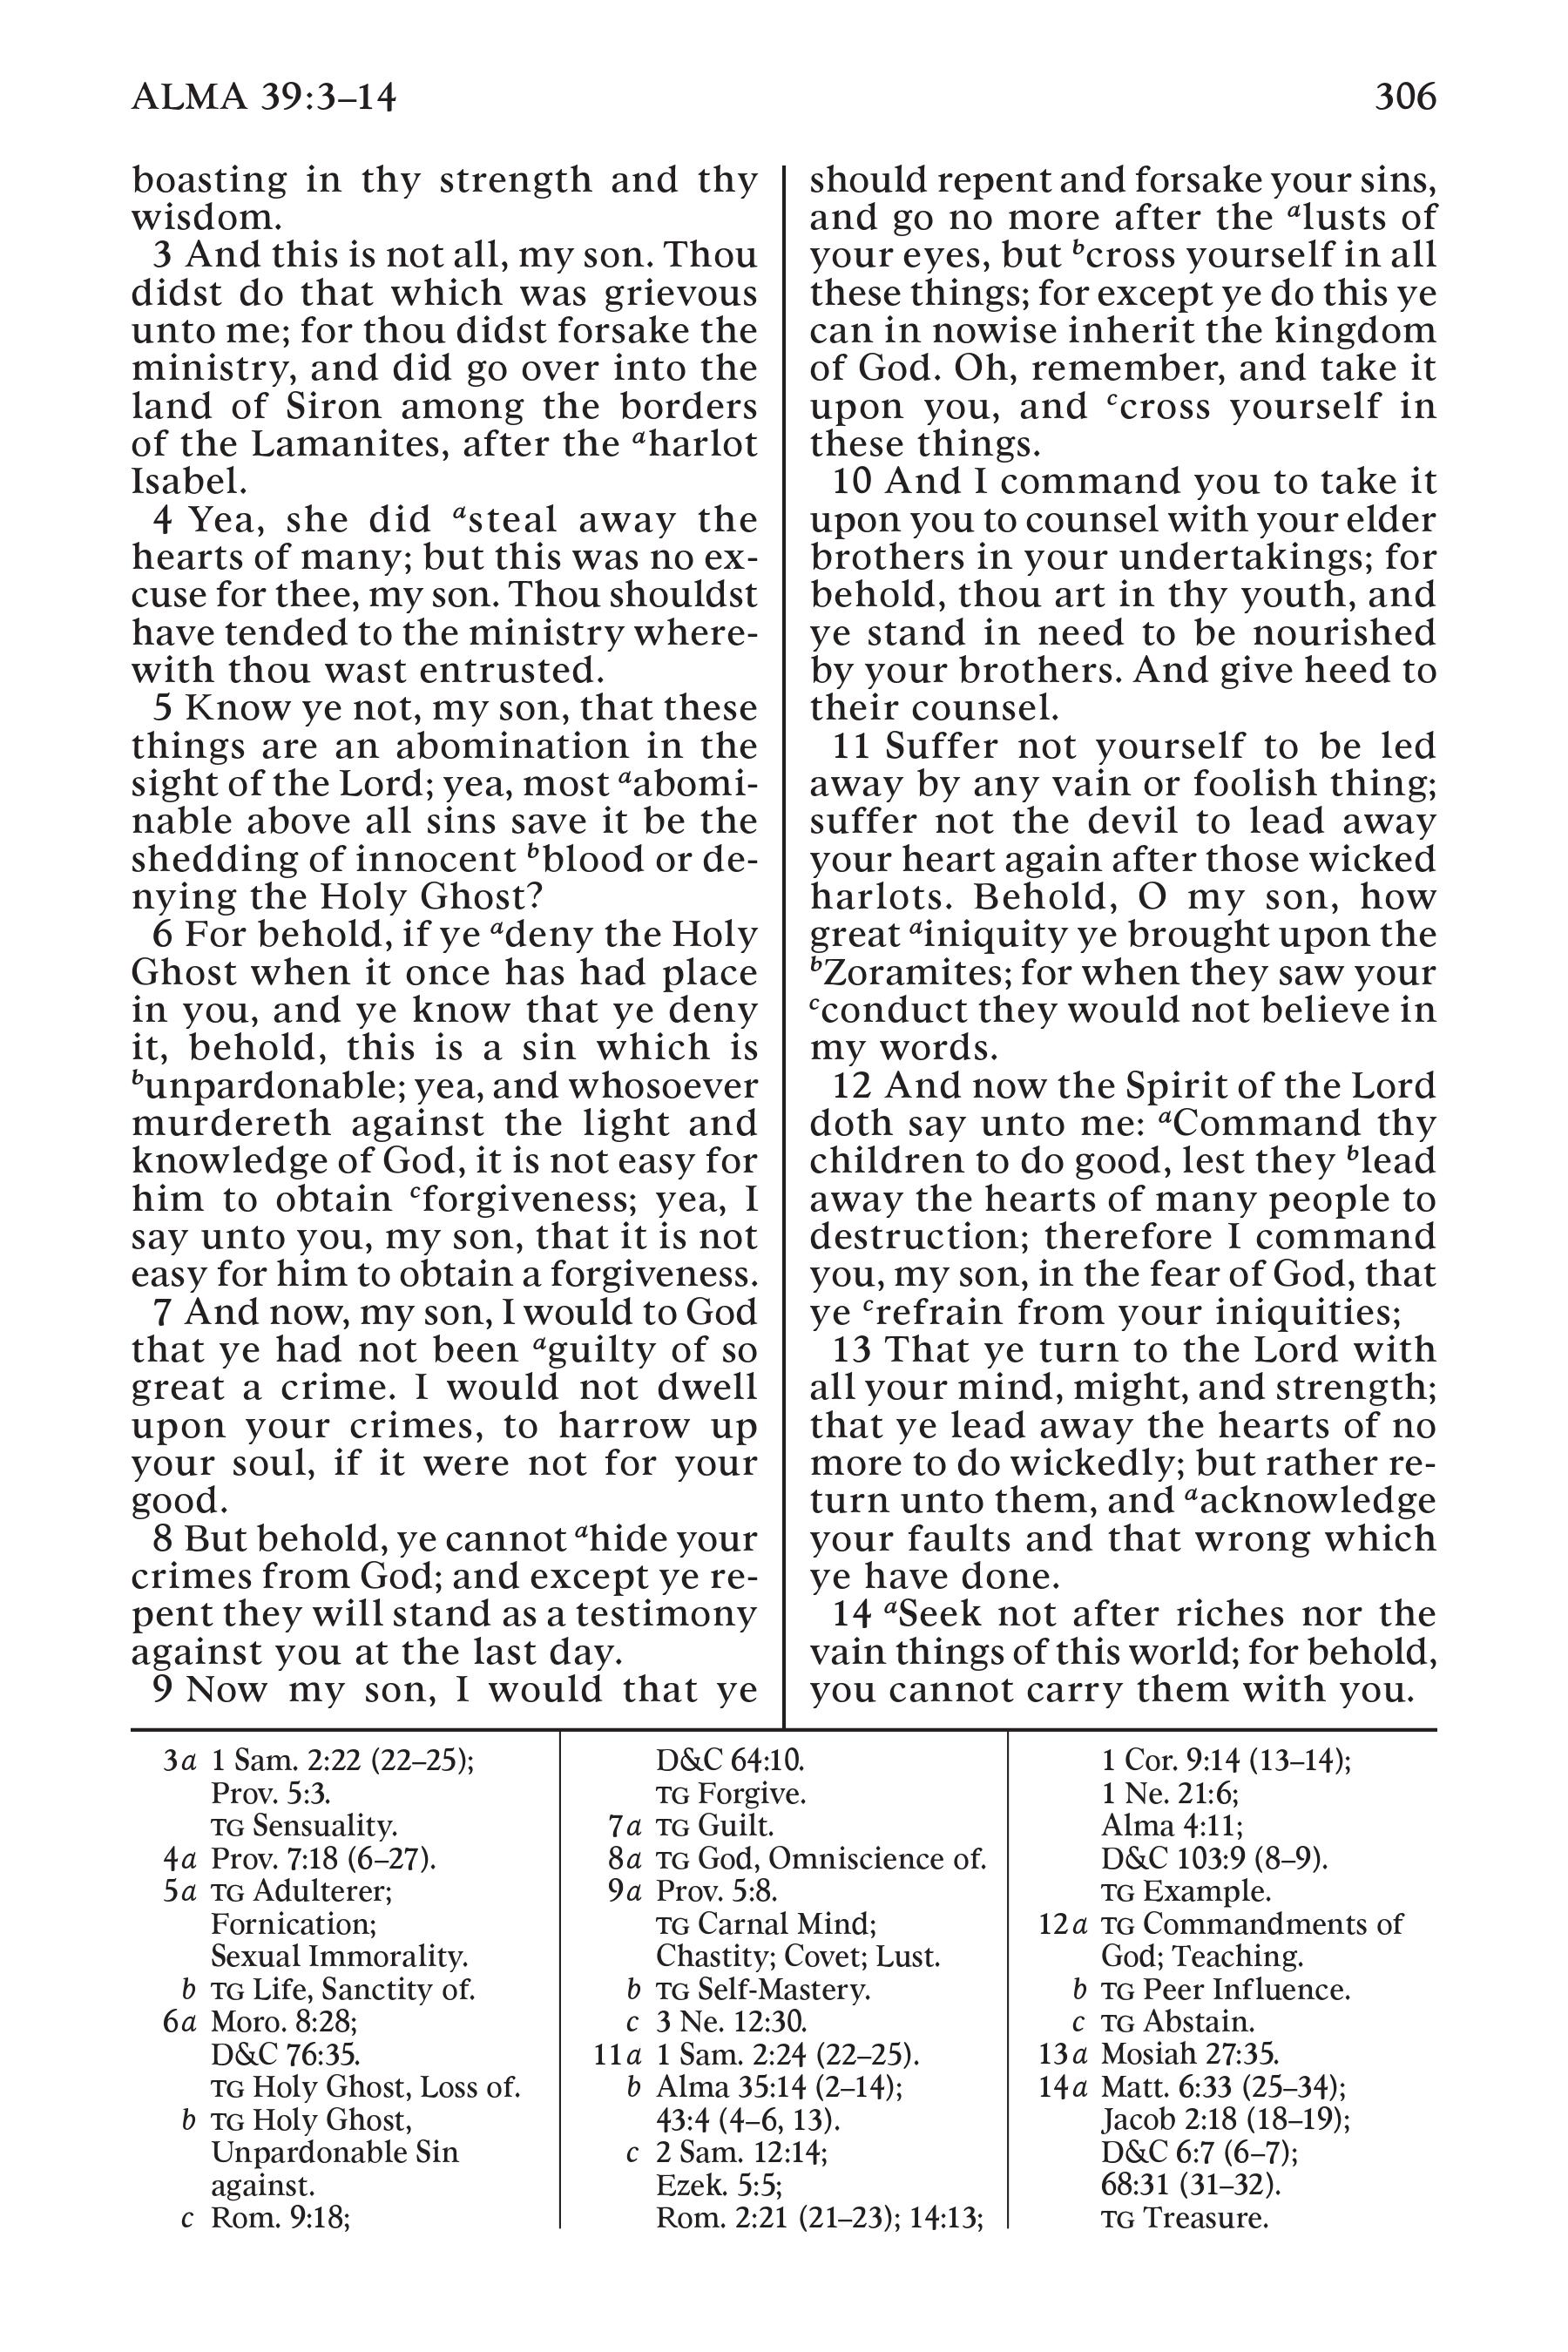 ALMA 39:3–14
306
boasting in thy strength and thy
wisdom.
3 And this is not all, my son. Thou
didst do that which was grievous
unto me; for thou didst forsake the
ministry, and did go over into the
land of Siron among the borders
of the Lamanites, after the aharlot
Isabel.
4 Yea, she did asteal away the
hearts of many; but this was no ex-
cuse for thee, my son. Thou shouldst
have tended to the ministry where-
with thou wast entrusted.
5 Know ye not, my son, that these
things are an abomination in the
sight of the Lord; yea, most aabomi-
nable above all sins save it be the
shedding of innocent bblood or de-
nying the Holy Ghost?
6 For behold, if ye adeny the Holy
Ghost when it once has had place
in you, and ye know that ye deny
it, behold, this is a sin which is
bunpardonable; yea, and whosoever
murdereth against the light and
knowledge of God, it is not easy for
him to obtain cforgiveness; yea, I
say unto you, my son, that it is not
easy for him to obtain a forgiveness.
7 And now, my son, I would to God
that ye had not been aguilty of so
great a crime. I would not dwell
upon your crimes, to harrow up
your soul, if it were not for your
good.
8 But behold, ye cannot ahide your
crimes from God; and except ye re-
pent they will stand as a testimony
against you at the last day.
9 Now my son, I would that ye
should repent and forsake your sins,
and go no more after the alusts of
your eyes, but bcross yourself in all
these things; for except ye do this ye
can in nowise inherit the kingdom
of God. Oh, remember, and take it
upon you, and ccross yourself in
these things.
10 And I command you to take it
upon you to counsel with your elder
brothers in your undertakings; for
behold, thou art in thy youth, and
ye stand in need to be nourished
by your brothers. And give heed to
their counsel.
11 Suffer not yourself to be led
away by any vain or foolish thing;
suffer not the devil to lead away
your heart again after those wicked
harlots. Behold, O my son, how
great ainiquity ye brought upon the
bZoramites; for when they saw your
cconduct they would not believe in
my words.
12 And now the Spirit of the Lord
doth say unto me: aCommand thy
children to do good, lest they blead
away the hearts of many people to
destruction; therefore I command
you, my son, in the fear of God, that
ye crefrain from your iniquities;
13 That ye turn to the Lord with
all your mind, might, and strength;
that ye lead away the hearts of no
more to do wickedly; but rather re-
turn unto them, and aacknowledge
your faults and that wrong which
ye have done.
14 aSeek not after riches nor the
vain things of this world; for behold,
you cannot carry them with you.
3a 1 Sam. 2:22 (22–25);
Prov. 5:3.
TG Sensuality.
4a Prov. 7:18 (6–27).
5a TG Adulterer;
Fornication;
Sexual Immorality.
b TG Life, Sanctity of.
6a Moro. 8:28;
D&C 76:35.
TG Holy Ghost, Loss of.
b TG Holy Ghost,
Unpardonable Sin
against.
c Rom. 9:18;
D&C 64:10.
TG Forgive.
7a TG Guilt.
8a TG God, Omniscience of.
9a Prov. 5:8.
TG Carnal Mind;
Chastity; Covet; Lust.
b TG Self-Mastery.
c 3 Ne. 12:30.
11a 1 Sam. 2:24 (22–25).
b Alma 35:14 (2–14);
43:4 (4–6, 13).
c 2 Sam. 12:14;
Ezek. 5:5;
Rom. 2:21 (21–23); 14:13;
1 Cor. 9:14 (13–14);
1 Ne. 21:6;
Alma 4:11;
D&C 103:9 (8–9).
TG Example.
12a TG Commandments of
God; Teaching.
b TG Peer Influence.
c TG Abstain.
13a Mosiah 27:35.
14a Matt. 6:33 (25–34);
Jacob 2:18 (18–19);
D&C 6:7 (6–7);
68:31 (31–32).
TG Treasure.